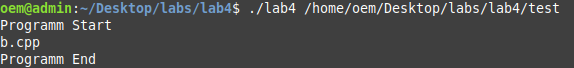 oem@admin:~/Desktop/labs/lab4$ ./lab4 /home/oem/Desktop/labs/lab4/test
Programm Start
b.cpp
Programm End